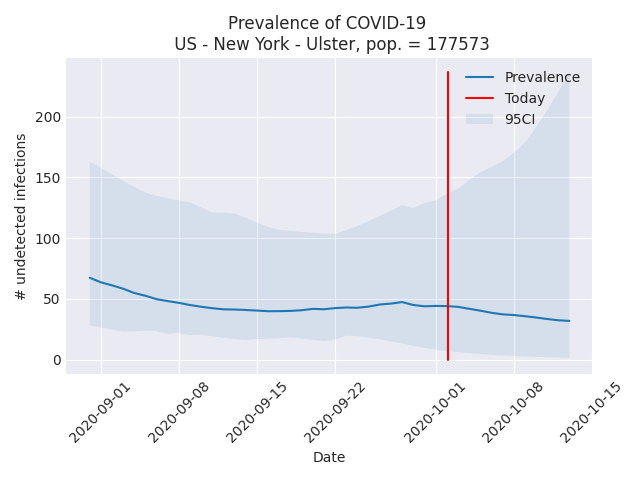 Prevalence of COVID-19
US - New York - Ulster, pop. = 177573
Prevalence
Today
95CI
# undetected infections
200
150
100
50
0
2020-09-01
2020-09-08
2020-09-15
2020-09-22
2020-10-01
2020-10-08
2020-10-15
Date